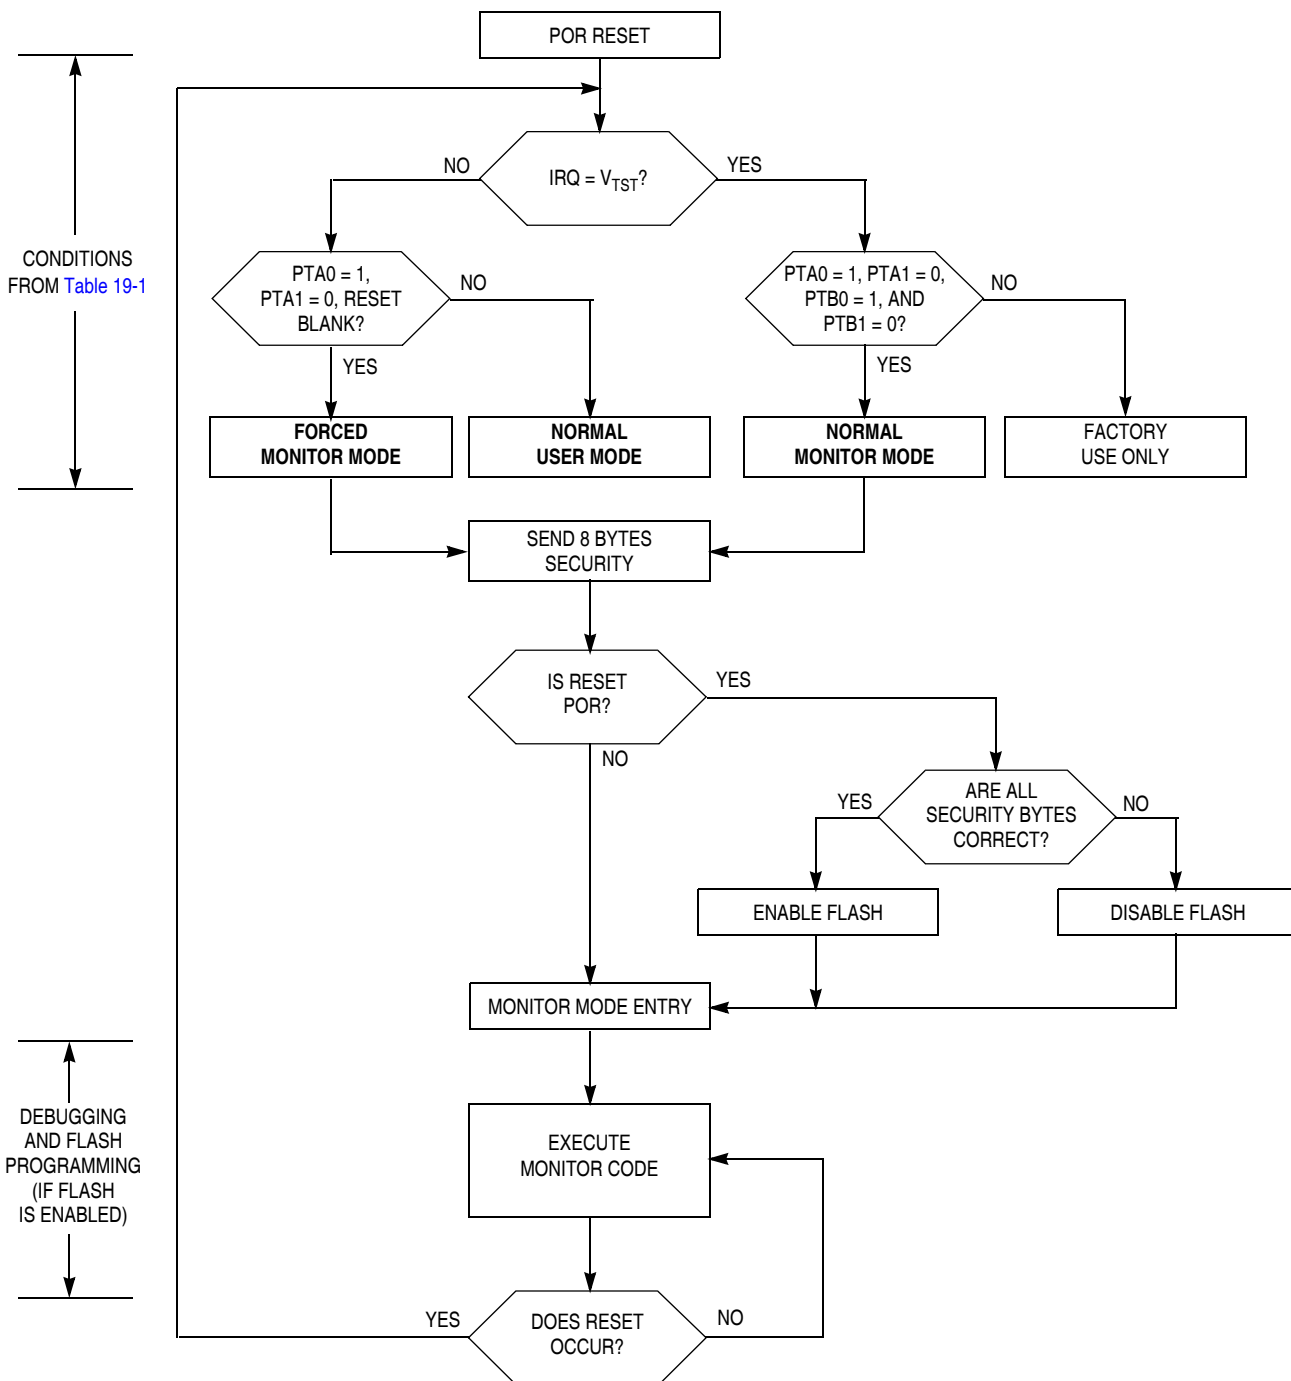 POR RESET
NO
IRQ = VTST?
YES
CONDITIONS
FROM Table 19-1
PTA0 = 1,
PTA1 = 0, RESET
BLANK?
NO
PTA0 = 1, PTA1 = 0,
PTB0 = 1, AND
PTB1 = 0?
NO
YES
YES
FORCED
MONITOR MODE
NORMAL
USER MODE
NORMAL
MONITOR MODE
FACTORY
USE ONLY
SEND 8 BYTES
SECURITY
IS RESET
POR?
YES
NO
YES
ARE ALL
SECURITY BYTES
CORRECT?
NO
ENABLE FLASH
DISABLE FLASH
MONITOR MODE ENTRY
DEBUGGING
AND FLASH
PROGRAMMING
(IF FLASH
IS ENABLED)
EXECUTE
MONITOR CODE
YES
DOES RESET
OCCUR?
NO